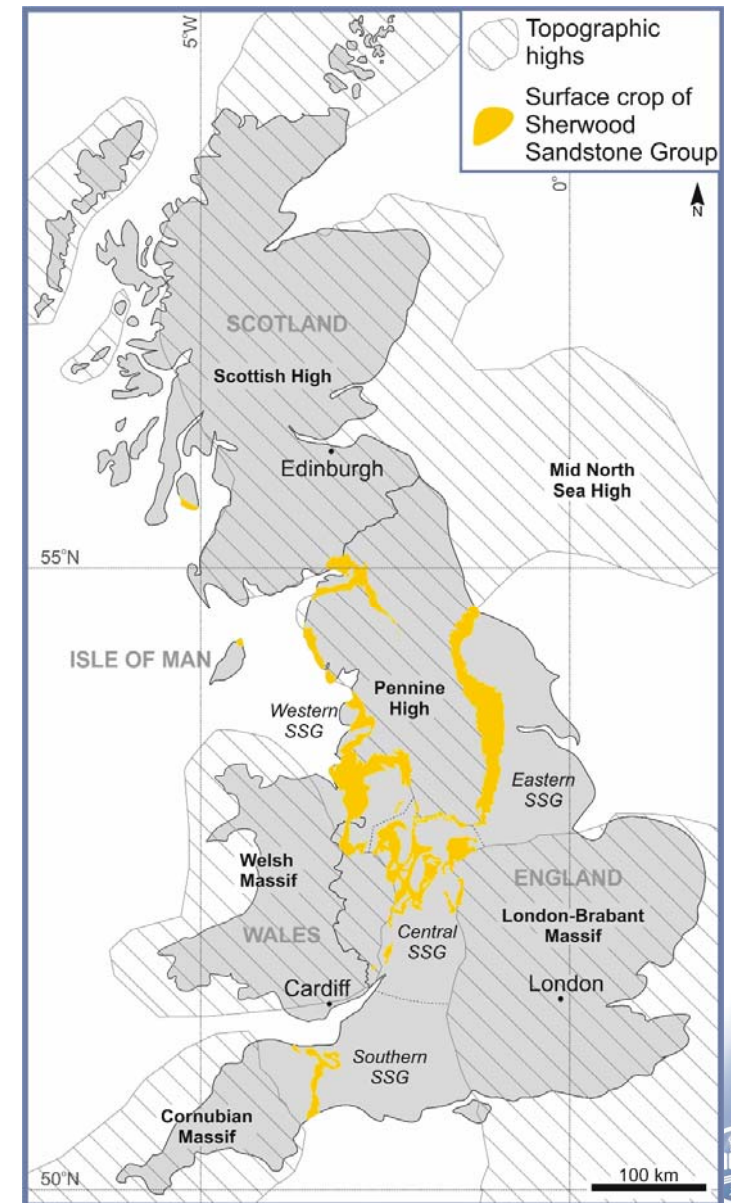 5°W
Topographic
highs
Surface crop of
Sherwood
Sandstone Group
0°
N
SCOTLAND
Scottish High
Edinburgh
Mid North
Sea High
55°N
ISLE OF MAN
Pennine
High
Western
SSG
Eastern
SSG
Welsh
Massif
ENGLAND
WALES
London-Brabant
Massif
Central
SSG
Cardiff
London
Southern
SSG
Cornubian
Massif
50°N
100 km